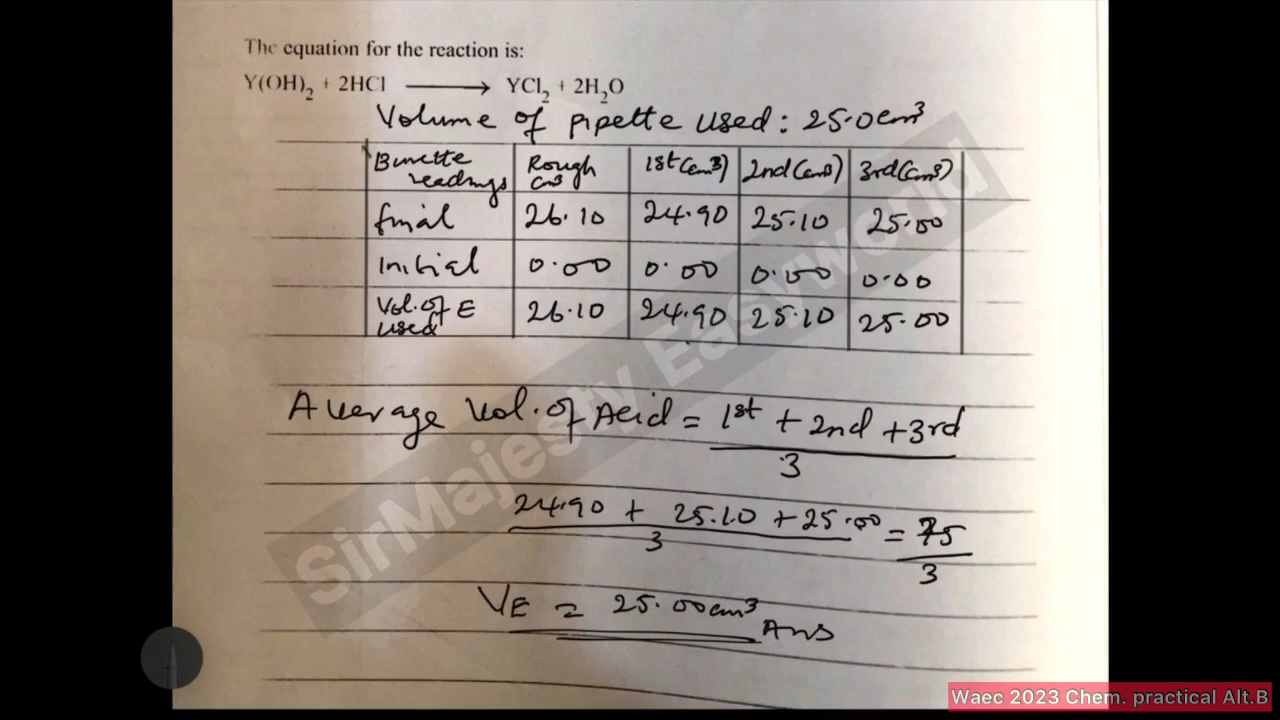 The equation for the reaction is:
Y(OH)₂ + 2HCl ⟶ YCl₂ + 2H₂O
Volume of pipette used: 25.0cm³
Burette readings | Rough cm³ | 1st (cm³) | 2nd (cm³) | 3rd (cm³)
final | 26.10 | 24.90 | 25.10 | 25.00
Initial | 0.00 | 0.00 | 0.00 | 0.00
Vol. of E used | 26.10 | 24.90 | 25.10 | 25.00
Average Vol. of Acid = 1st + 2nd + 3rd
3
24.90 + 25.10 + 25.00 = 75
3 3
VE = 25.00cm³ Ans
SirMajesty Easyworld
Waec 2023 Chem. practical Alt.B